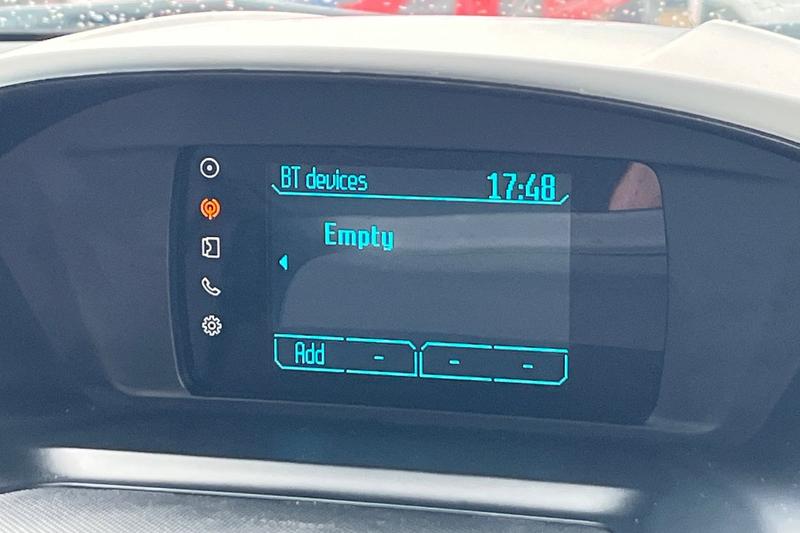 BT devices 17:48
Empty
Add - - -